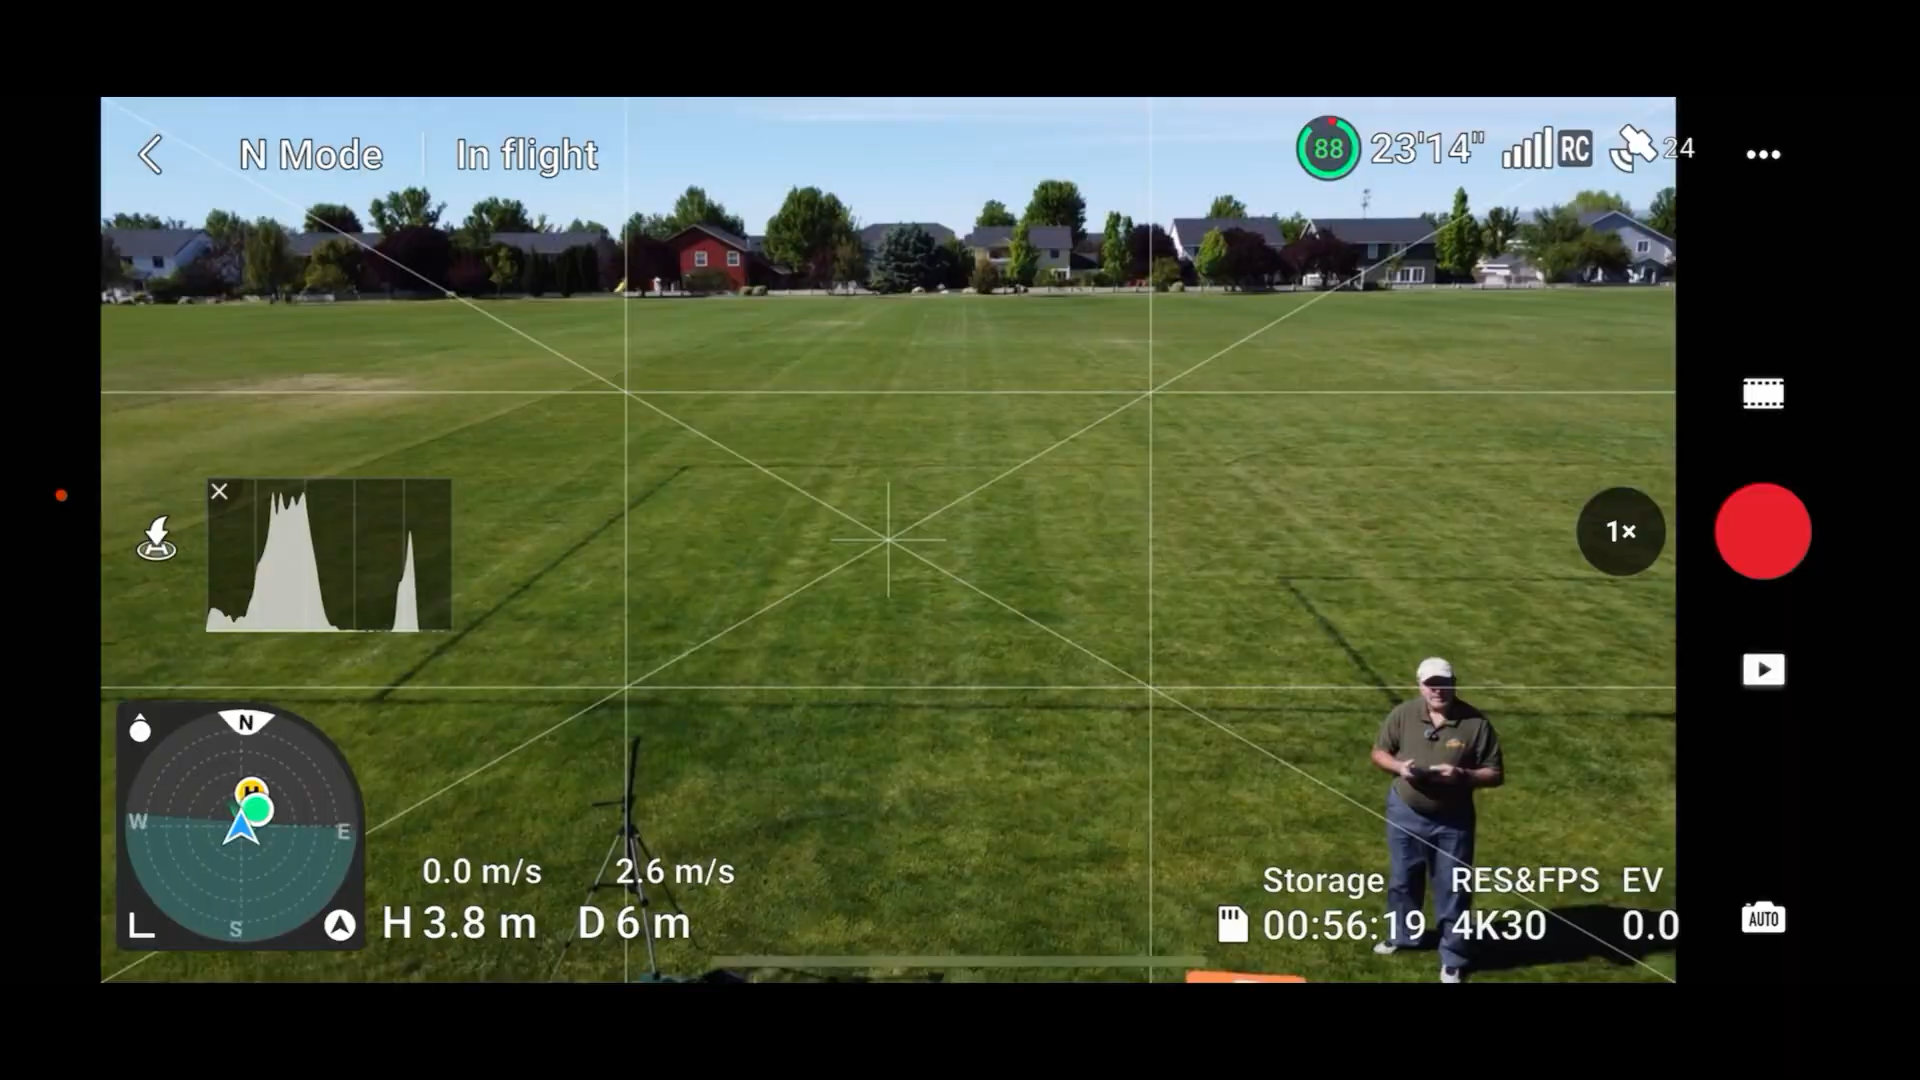 N Mode In flight
88 23'14" RC 24
1×
N
H
W E
S
0.0 m/s 2.6 m/s
H 3.8 m D 6 m
Storage RES&FPS EV
00:56:19 4K30 0.0
AUTO